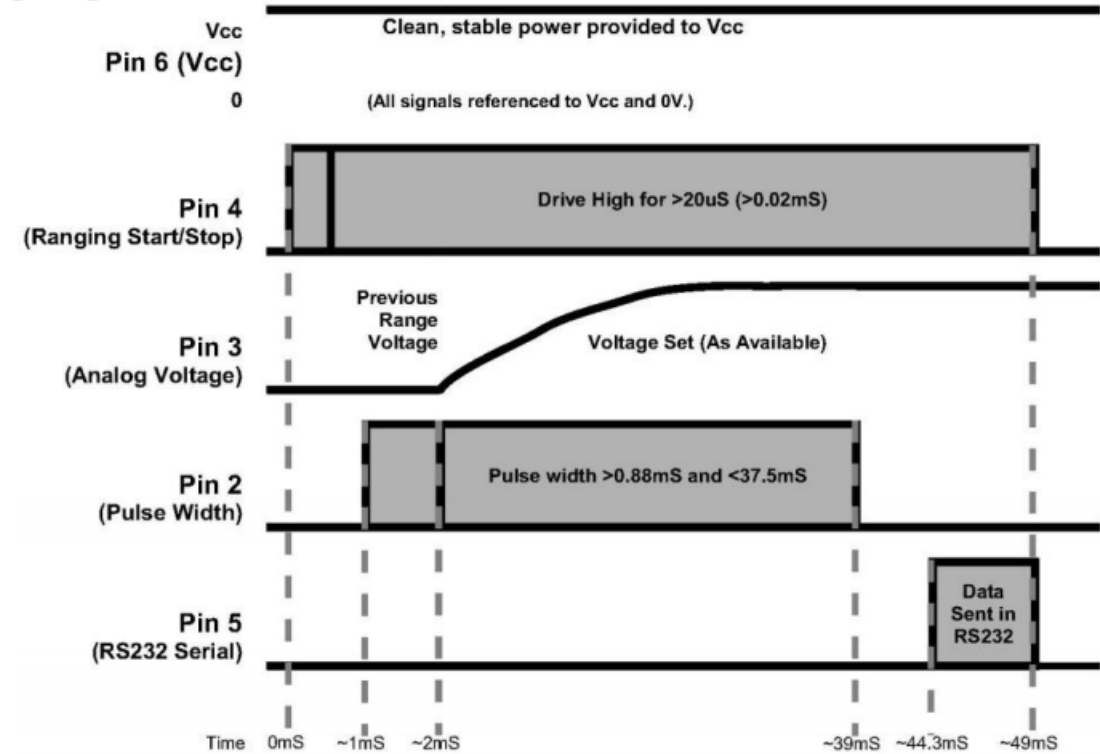 Vcc
Clean, stable power provided to Vcc
Pin 6 (Vcc)
0
(All signals referenced to Vcc and 0V.)
Drive High for >20uS (>0.02mS)
Pin 4
(Ranging Start/Stop)
Previous
Range
Voltage
Pin 3
(Analog Voltage)
Voltage Set (As Available)
Pin 2
(Pulse Width)
Pulse width >0.88mS and <37.5mS
Pin 5
(RS232 Serial)
Data
Sent in
RS232
Time 0mS ~1mS ~2mS ~39mS ~44.3mS ~49mS